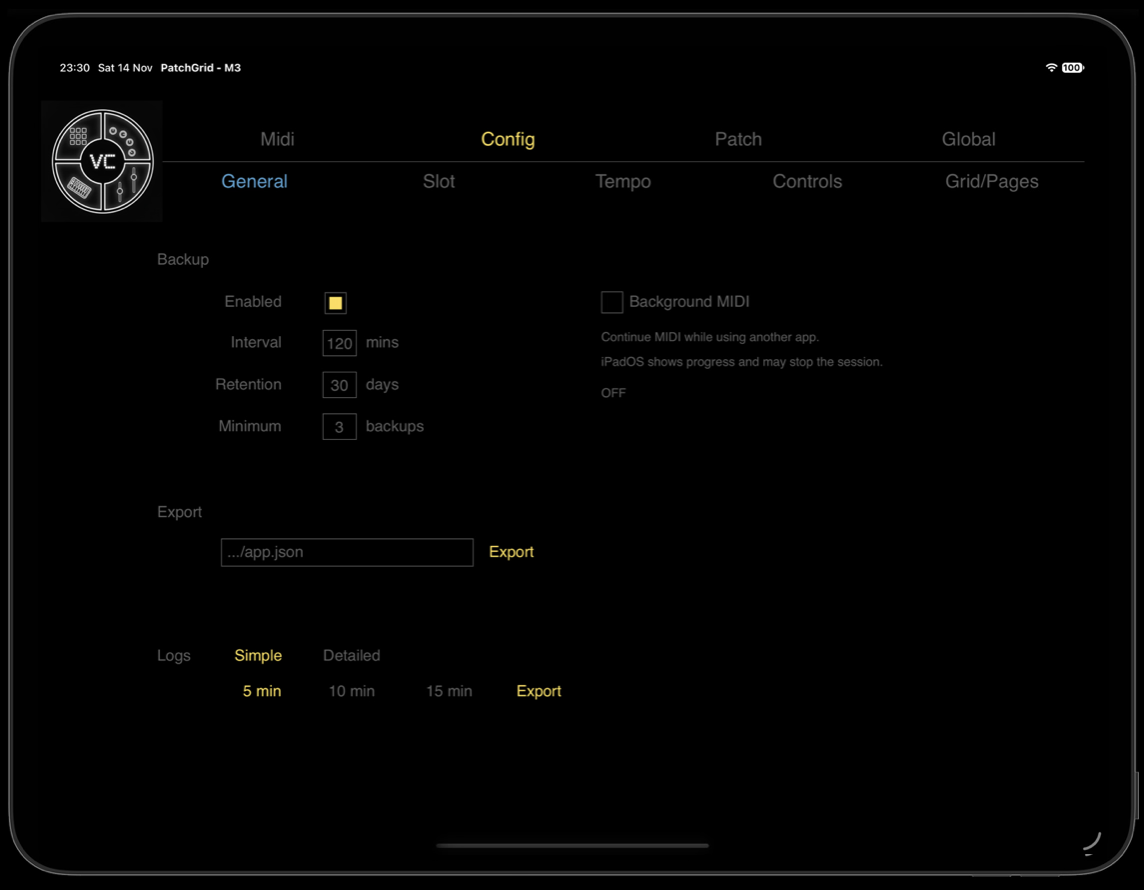 23:30 Sat 14 Nov PatchGrid - M3
100
VC
Midi Config Patch Global
General Slot Tempo Controls Grid/Pages
Backup
Enabled
Background MIDI
Interval 120 mins
Continue MIDI while using another app.
iPadOS shows progress and may stop the session.
Retention 30 days
OFF
Minimum 3 backups
Export
.../app.json Export
Logs Simple Detailed
5 min 10 min 15 min Export